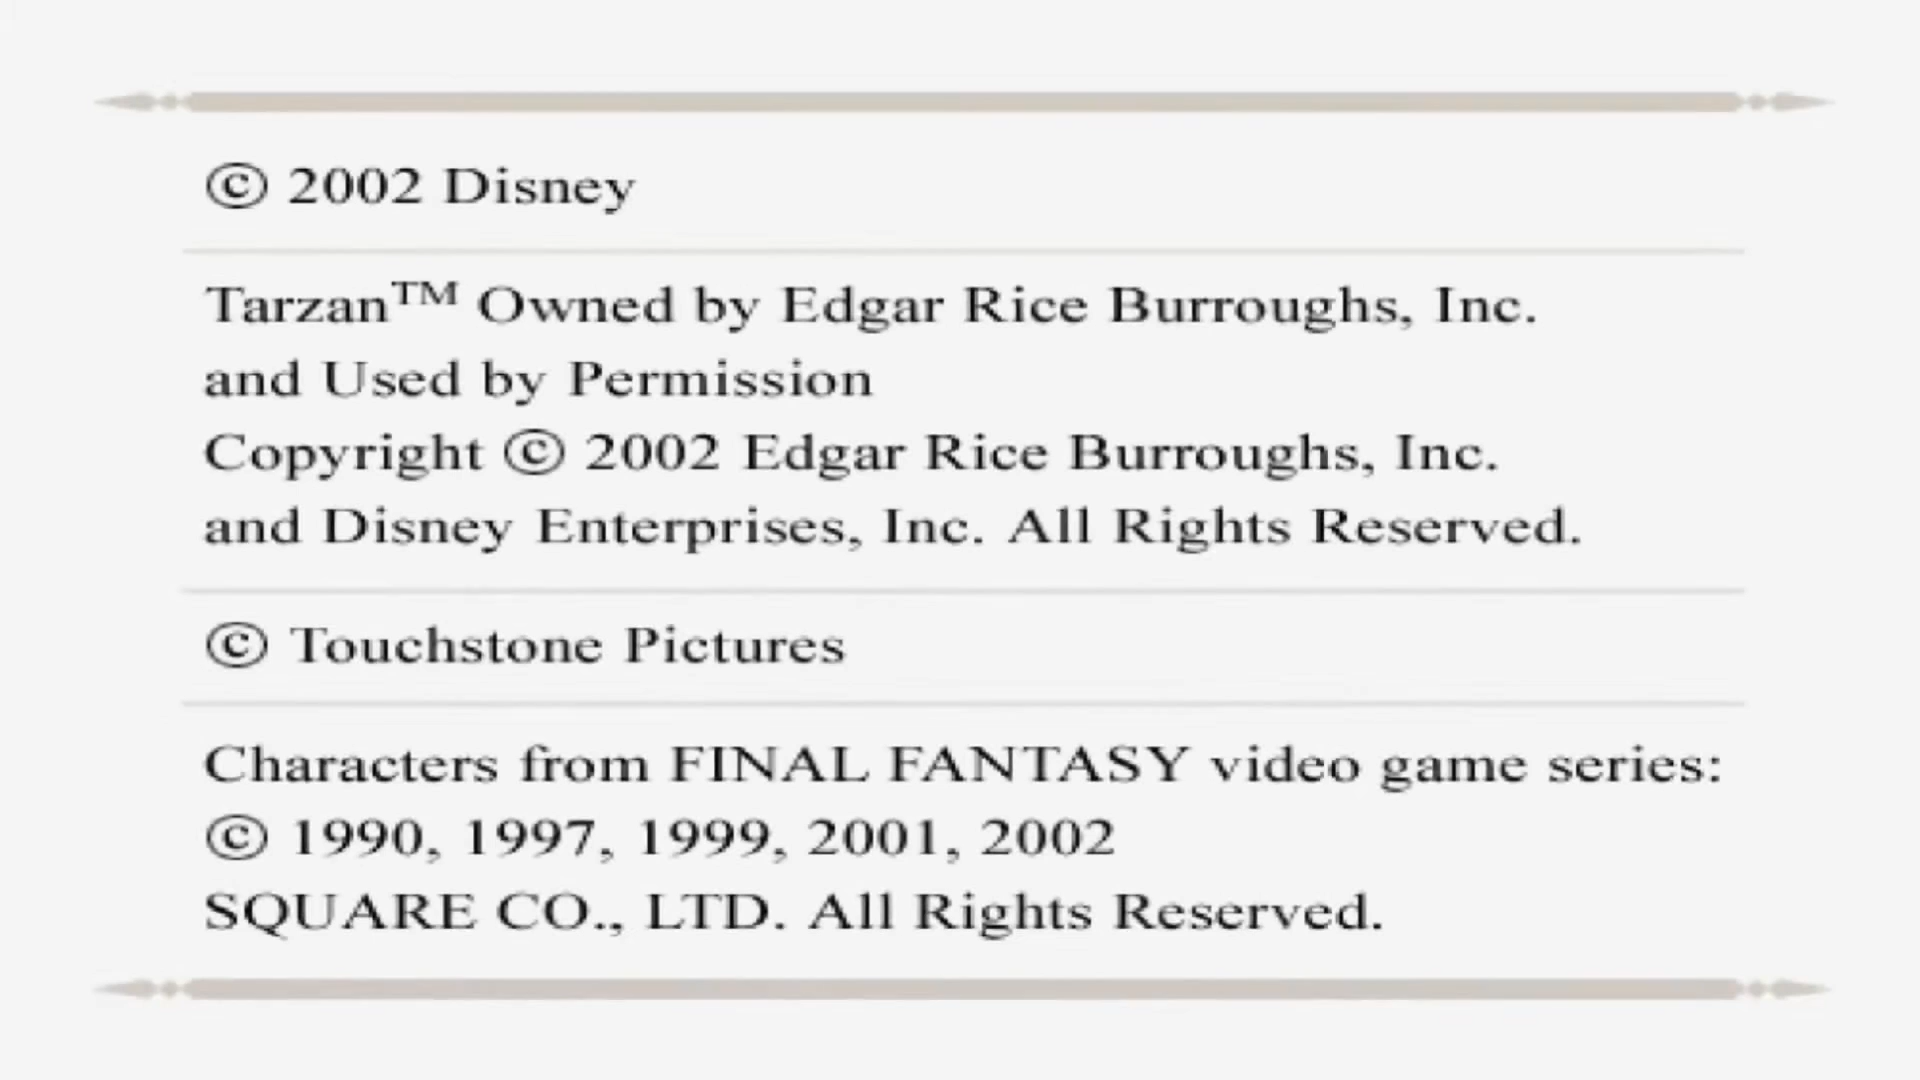 © 2002 Disney
Tarzan™ Owned by Edgar Rice Burroughs, Inc.
and Used by Permission
Copyright © 2002 Edgar Rice Burroughs, Inc.
and Disney Enterprises, Inc. All Rights Reserved.
© Touchstone Pictures
Characters from FINAL FANTASY video game series:
© 1990, 1997, 1999, 2001, 2002
SQUARE CO., LTD. All Rights Reserved.